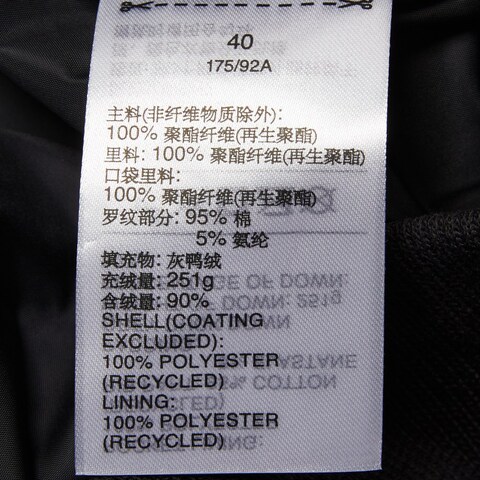 40
175/92A
主料(非纤维物质除外):
100% 聚酯纤维(再生聚酯)
里料: 100% 聚酯纤维(再生聚酯)
口袋里料:
100% 聚酯纤维(再生聚酯)
罗纹部分: 95% 棉
5% 氨纶
填充物: 灰鸭绒
充绒量: 251g
含绒量: 90%
SHELL(COATING
EXCLUDED):
100% POLYESTER
(RECYCLED)
LINING:
100% POLYESTER
(RECYCLED)